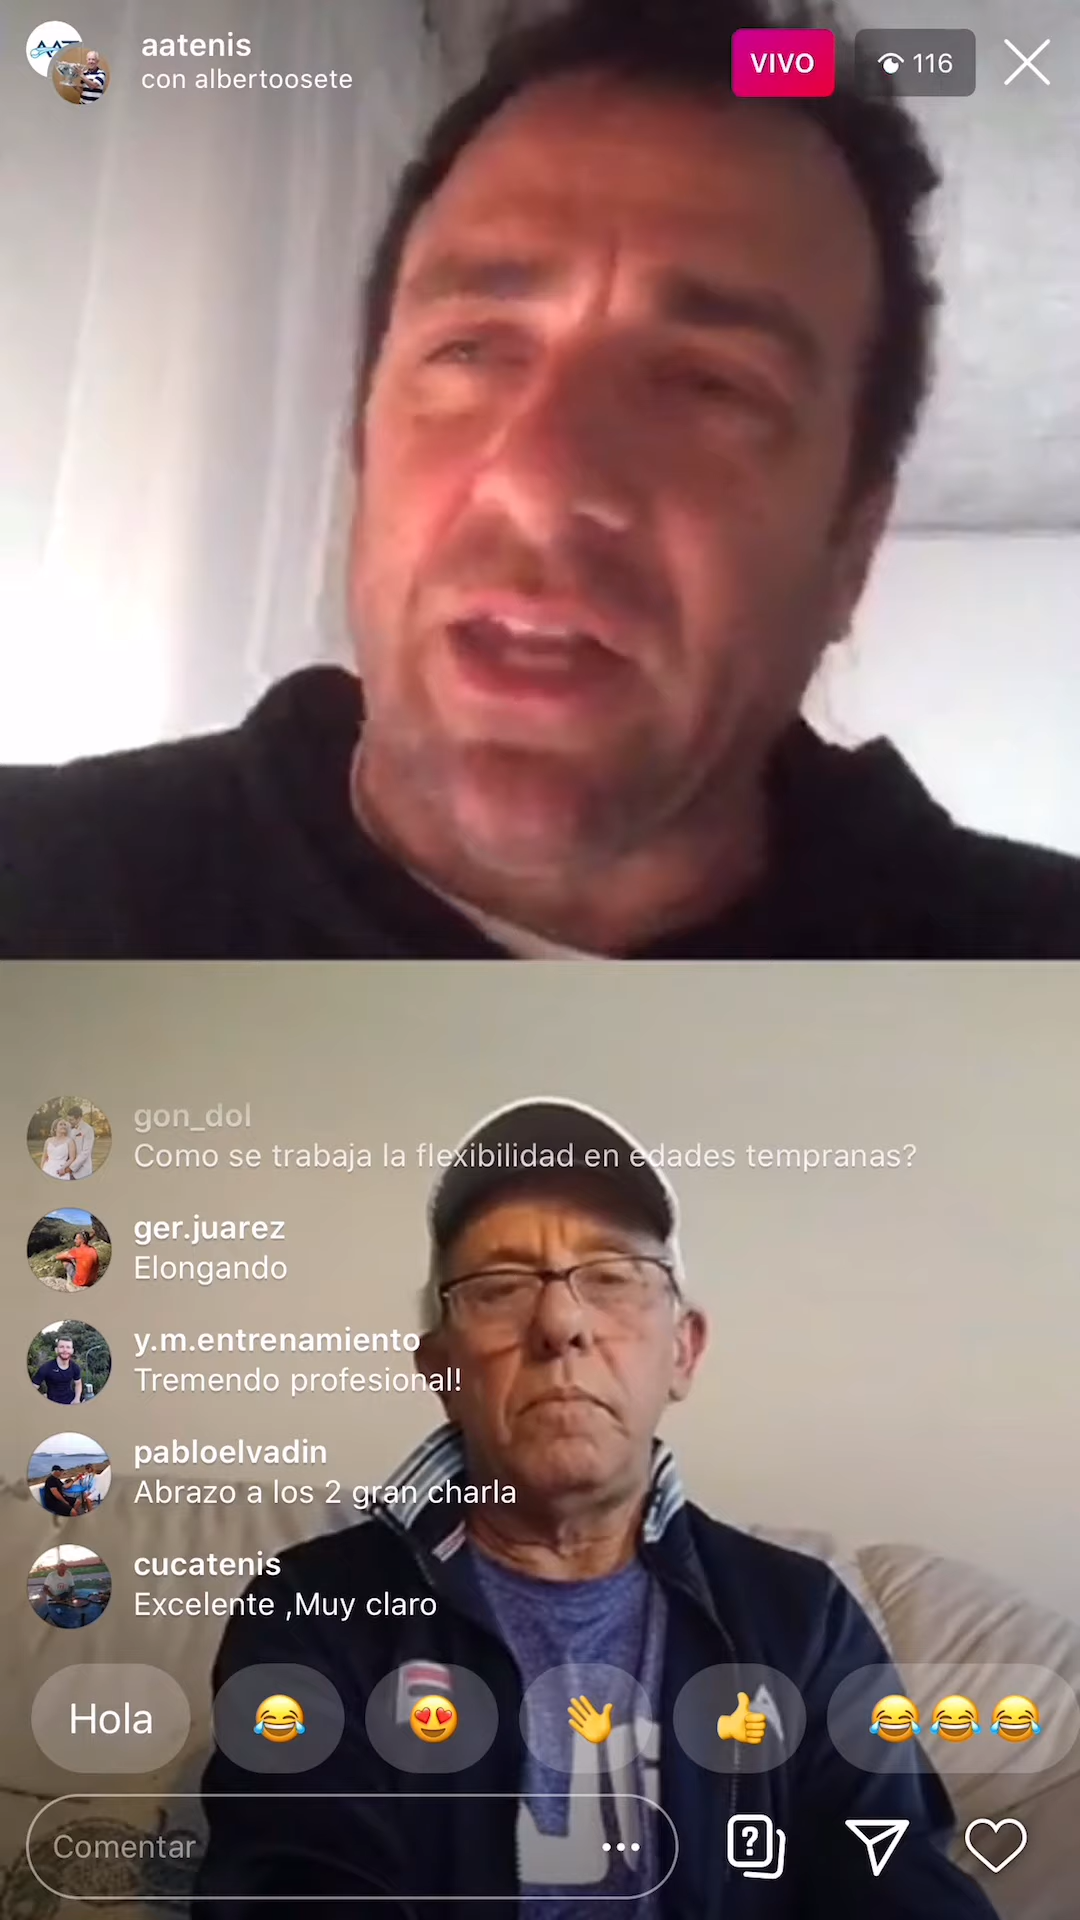 aatenis
con albertoosete
VIVO
116
gon_dol
Como se trabaja la flexibilidad en edades tempranas?
ger.juarez
Elongando
y.m.entrenamiento
Tremendo profesional!
pabloelvadin
Abrazo a los 2 gran charla
cucatenis
Excelente ,Muy claro
Hola
Comentar